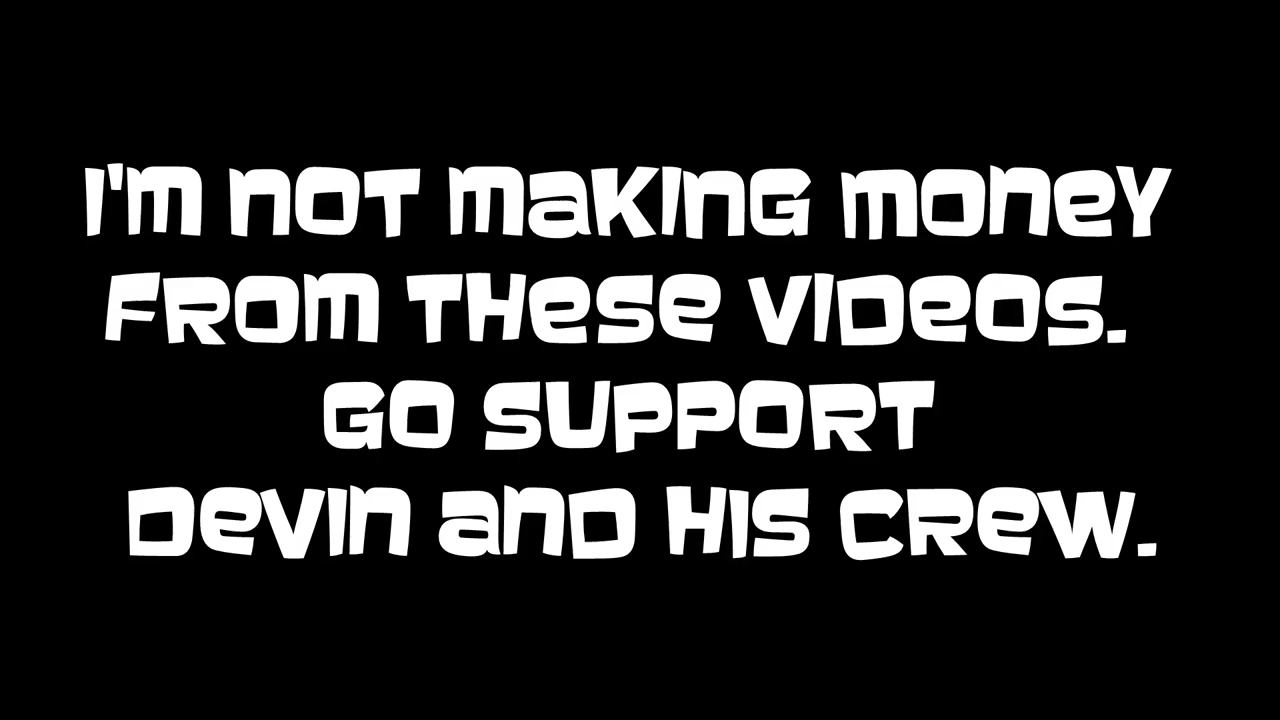 I'm not making money
from these videos.
Go support
Devin and his crew.